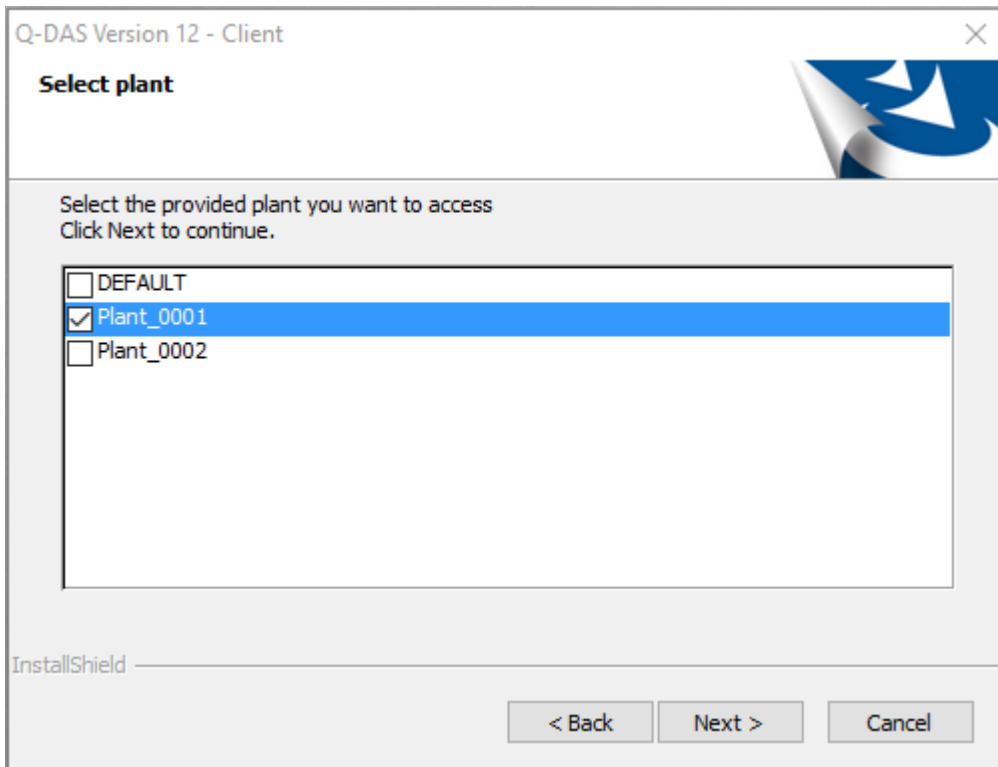 Q-DAS Version 12 - Client
Select plant
Select the provided plant you want to access
Click Next to continue.
DEFAULT
Plant_0001
Plant_0002
InstallShield
< Back
Next >
Cancel